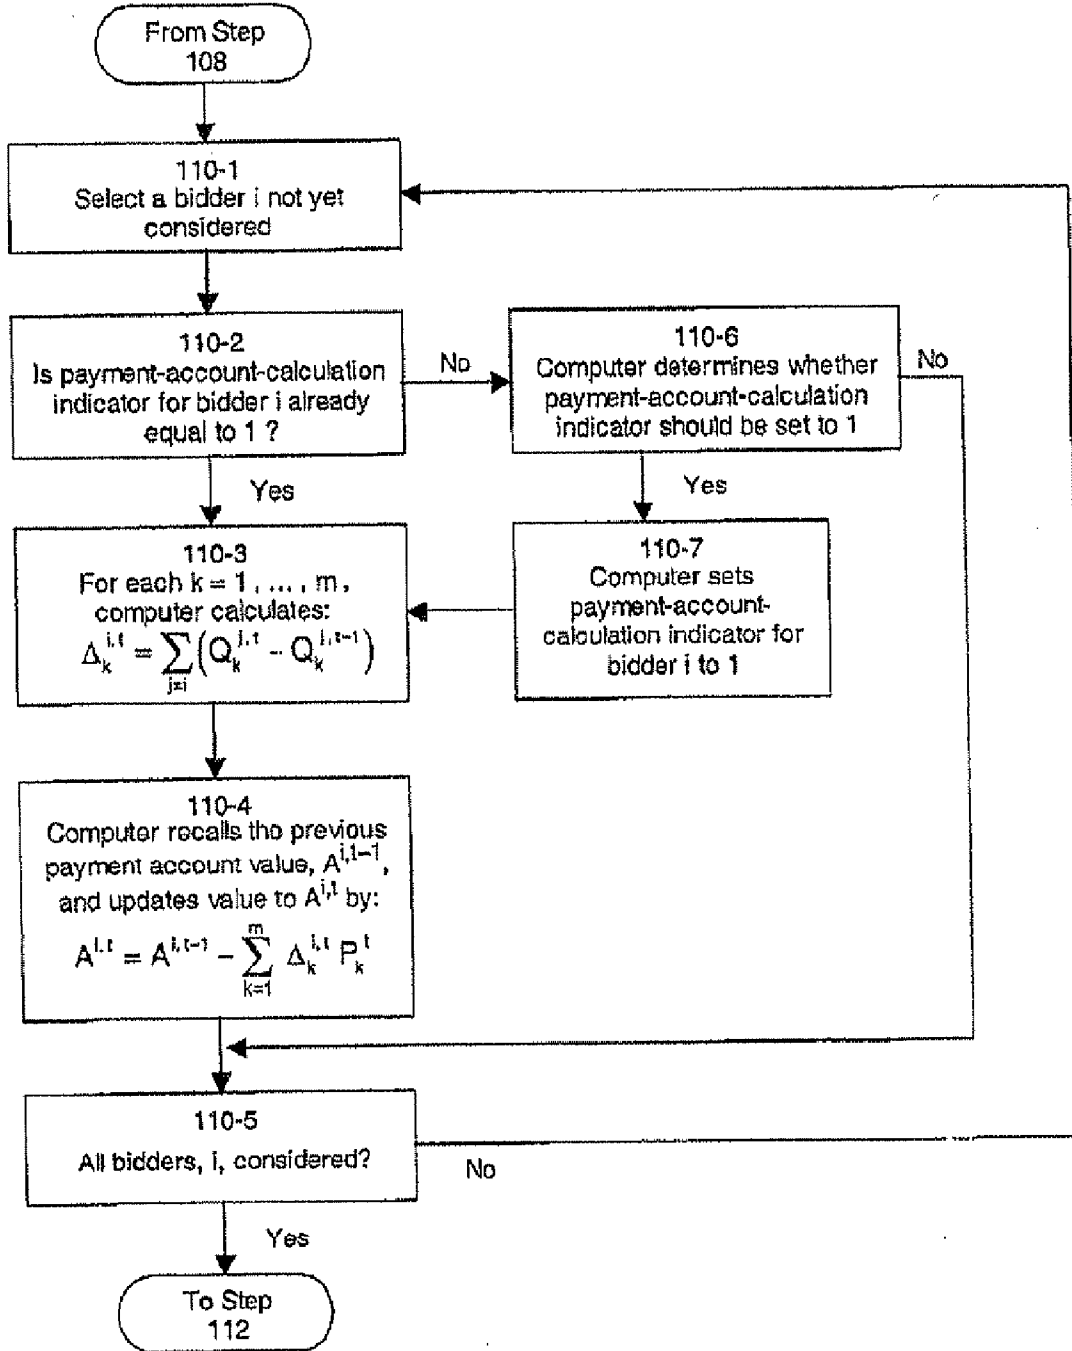 From Step
108
110-1
Select a bidder i not yet
considered
110-2
Is payment-account-calculation
indicator for bidder i already
equal to 1 ?
No
110-6
Computer determines whether
payment-account-calculation
indicator should be set to 1
No
Yes
Yes
110-3
For each k = 1 , ... , m,
computer calculates:
Δ_k^{i,t} = ∑_{j≠i} (Q_k^{j,t} - Q_k^{j,t-1})
110-7
Computer sets
payment-account-
calculation indicator for
bidder i to 1
110-4
Computer recalls the previous
payment account value, A^{i,t-1},
and updates value to A^{i,t} by:
A^{i,t} = A^{i,t-1} - ∑_{k=1}^{m} Δ_k^{i,t} P_k^t
110-5
All bidders, i, considered?
No
Yes
To Step
112